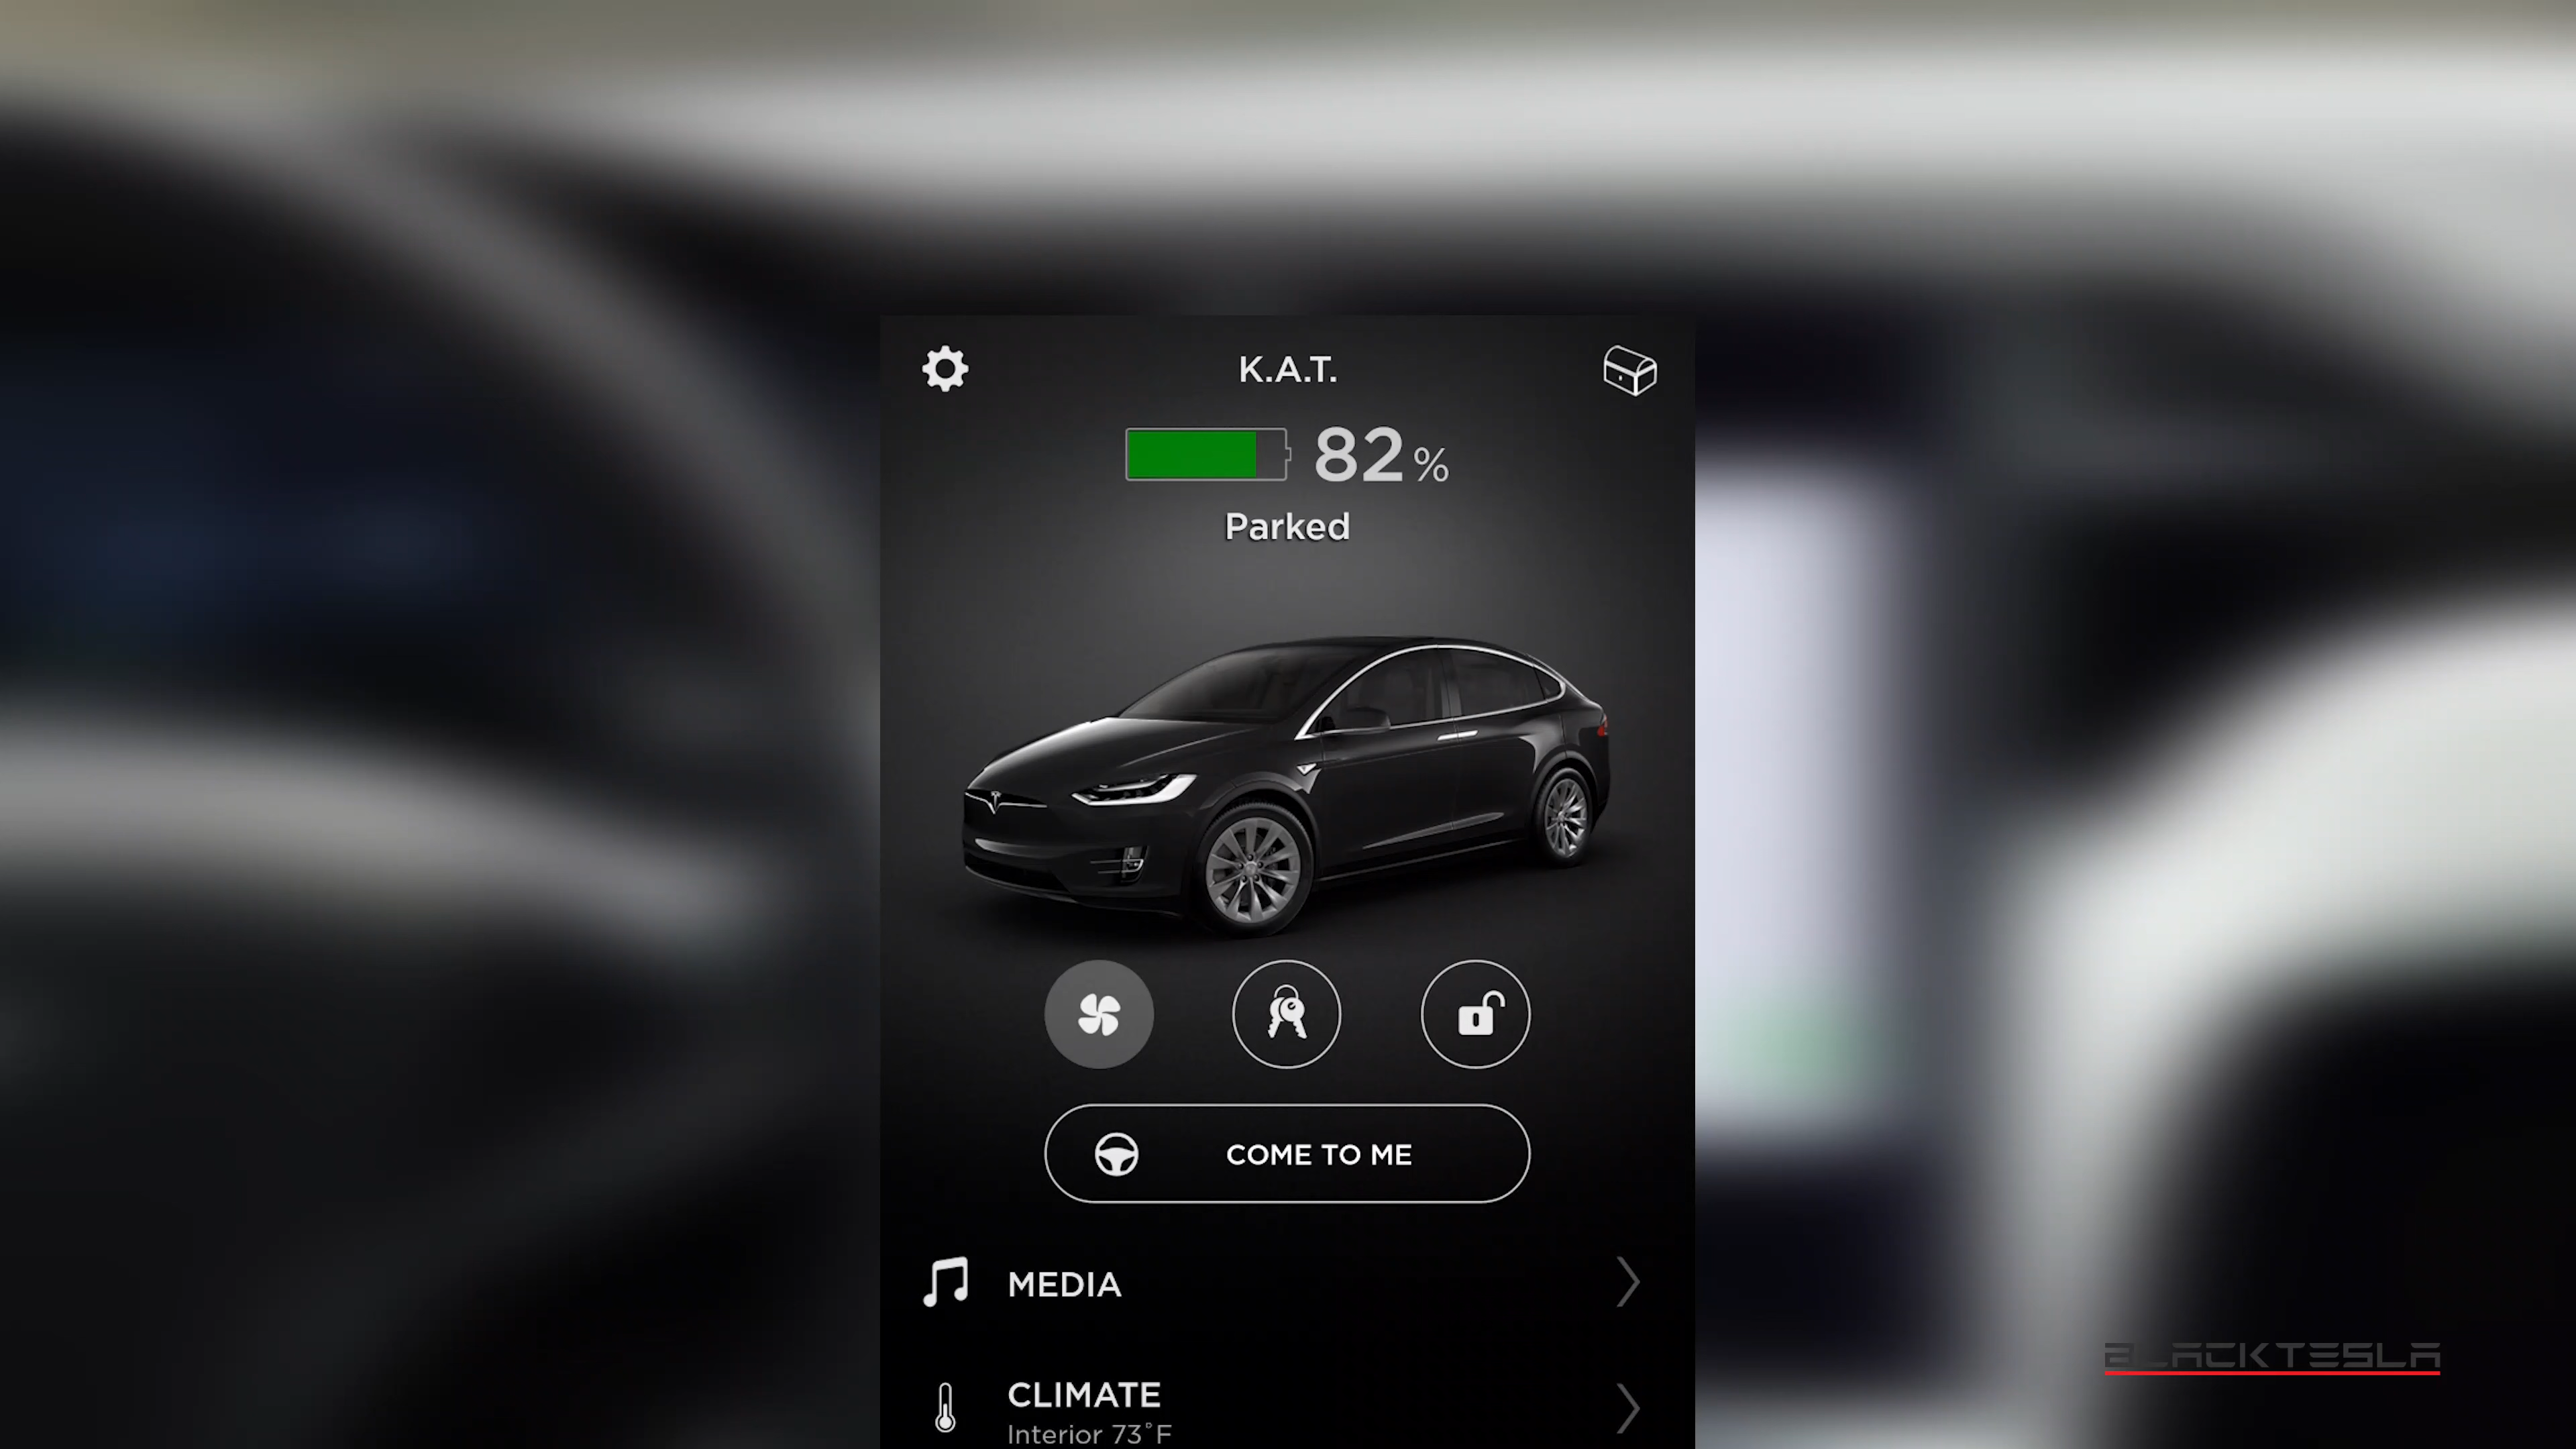 K.A.T.
82%
Parked
COME TO ME
MEDIA
CLIMATE
Interior 73°F
BLACKTESLA